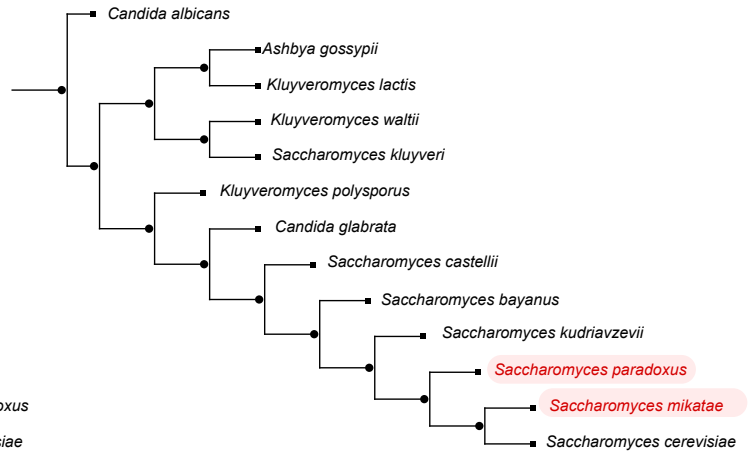 Candida albicans
Ashbya gossypii
Kluyveromyces lactis
Kluyveromyces waltii
Saccharomyces kluyveri
Kluyveromyces polysporus
Candida glabrata
Saccharomyces castellii
Saccharomyces bayanus
Saccharomyces kudriavzevii
Saccharomyces paradoxus
Saccharomyces mikatae
Saccharomyces cerevisiae